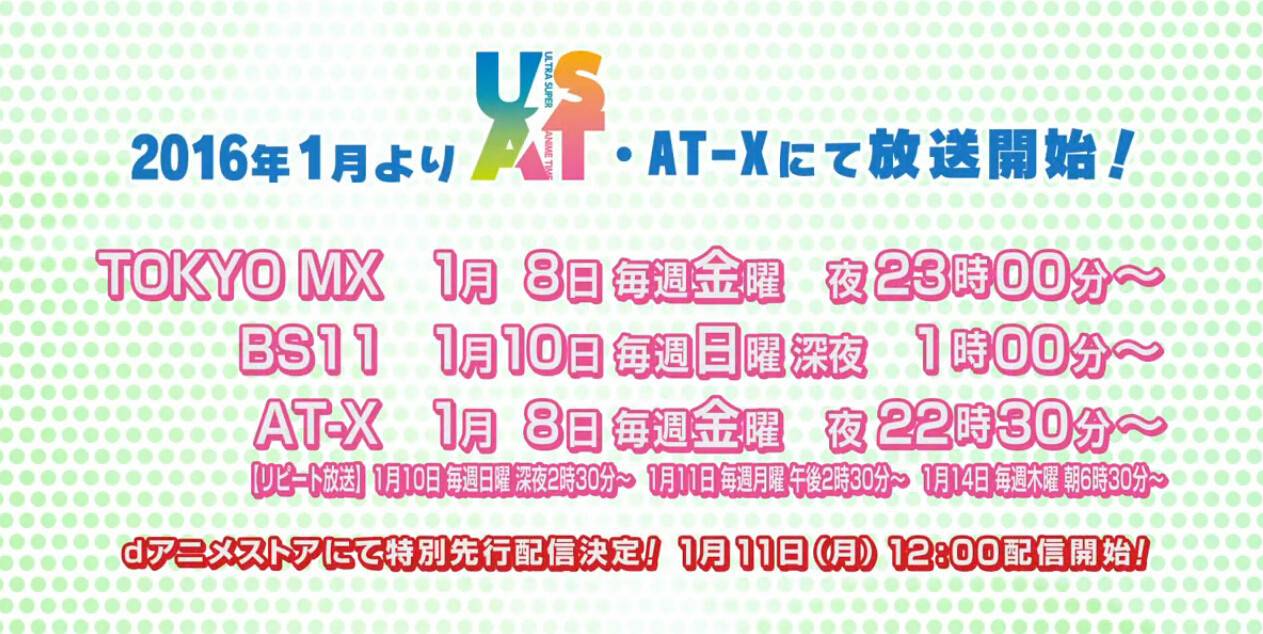 2016年1月より USAT ULTRA SUPER ANIME TIME ・AT-Xにて放送開始！
TOKYO MX 1月 8日 毎週金曜 夜 23時00分～
BS11 1月10日 毎週日曜 深夜 1時00分～
AT-X 1月 8日 毎週金曜 夜 22時30分～
【リピート放送】 1月10日 毎週日曜 深夜2時30分～ 1月11日 毎週月曜 午後2時30分～ 1月14日 毎週木曜 朝6時30分～
dアニメストアにて特別先行配信決定！ 1月11日（月）12：00配信開始！